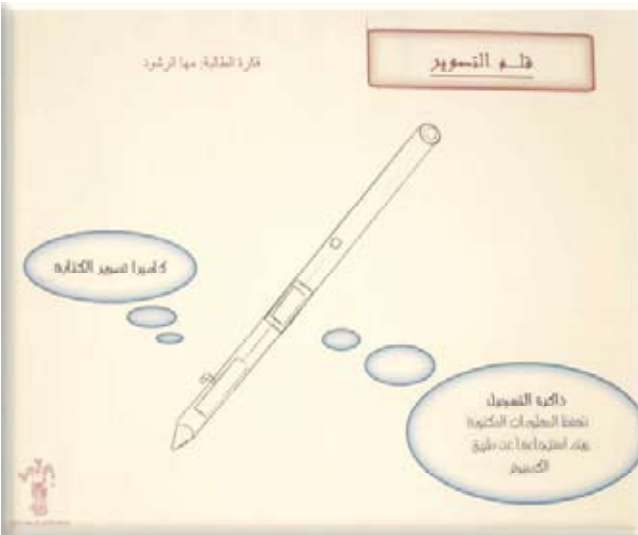 قلم التصوير
فكرة الطالبة: مها الرشود
كاميرا تصوير الكتابة
ذاكرة التسجيل
تحفظ المعلومات المكتوبة
ويتم استرجاعها عن طريق
الكمبيوتر